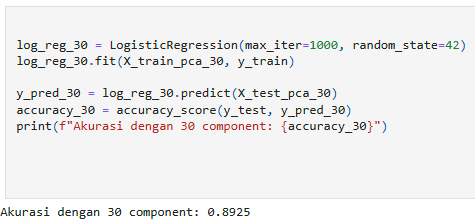 log_reg_30 = LogisticRegression(max_iter=1000, random_state=42)
log_reg_30.fit(X_train_pca_30, y_train)
y_pred_30 = log_reg_30.predict(X_test_pca_30)
accuracy_30 = accuracy_score(y_test, y_pred_30)
print(f"Akurasi dengan 30 component: {accuracy_30}")
Akurasi dengan 30 component: 0.8925